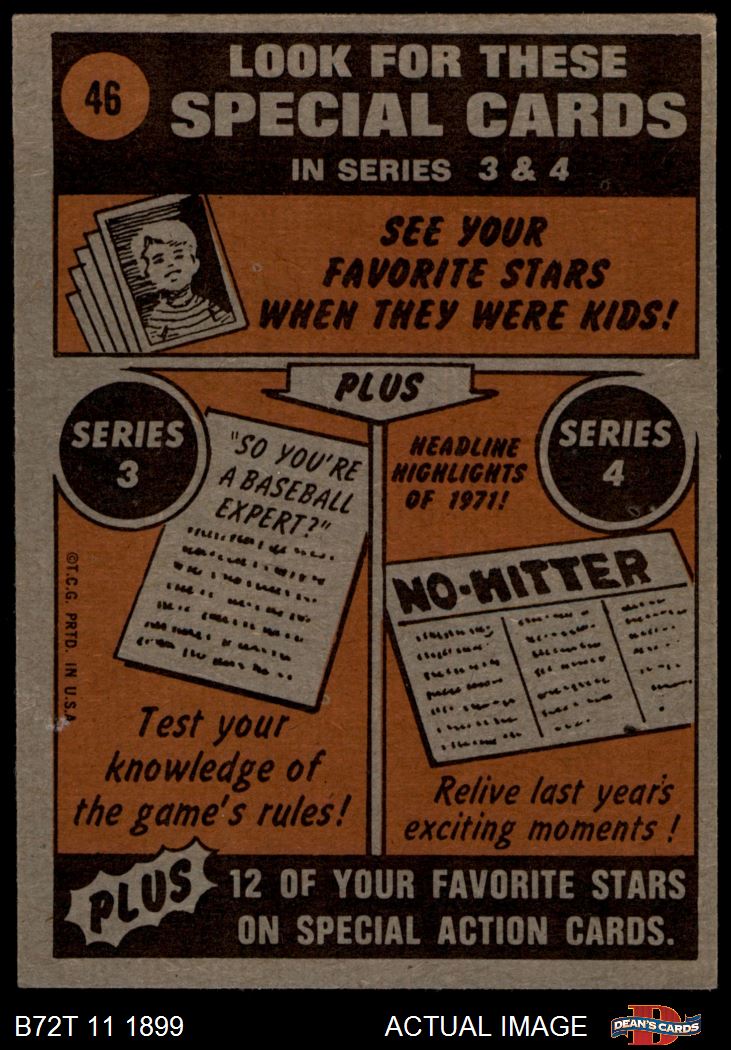 46
LOOK FOR THESE
SPECIAL CARDS
IN SERIES 3 & 4
SEE YOUR
FAVORITE STARS
WHEN THEY WERE KIDS!
PLUS
SERIES
3
"SO YOU'RE
A BASEBALL
EXPERT?"
Test your
knowledge of
the game's rules!
HEADLINE
HIGHLIGHTS
OF 1971!
SERIES
4
NO-HITTER
Relive last year's
exciting moments!
©T.C.G. PRTD. IN U.S.A
PLUS
12 OF YOUR FAVORITE STARS
ON SPECIAL ACTION CARDS.
B72T 11 1899
ACTUAL IMAGE
DEAN'S CARDS